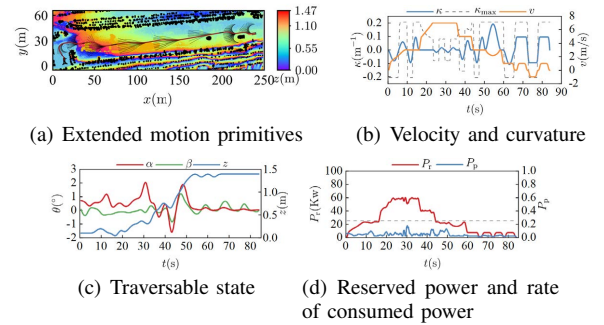 60
40
20
0
y(m)
0 50 100 150 200 250
x(m)
1.47
1.10
0.55
0.00
z(m)
(a) Extended motion primitives
κ κmax v
0.2
0.1
0.0
-0.1
-0.2
κ(m⁻¹)
8
6
4
2
0
-2
v(m/s)
0 10 20 30 40 50 60 70 80 90
t(s)
(b) Velocity and curvature
α β z
3
2
1
0
-1
-2
θ(°)
1.5
1.0
0.5
0.0
z(m)
0 20 40 60 80
t(s)
(c) Traversable state
Pr Pp
100
80
60
40
20
0
Pr(Kw)
1.0
0.8
0.6
0.4
0.2
0.0
Pp
0 10 20 30 40 50 60 70 80
t(s)
(d) Reserved power and rate
of consumed power